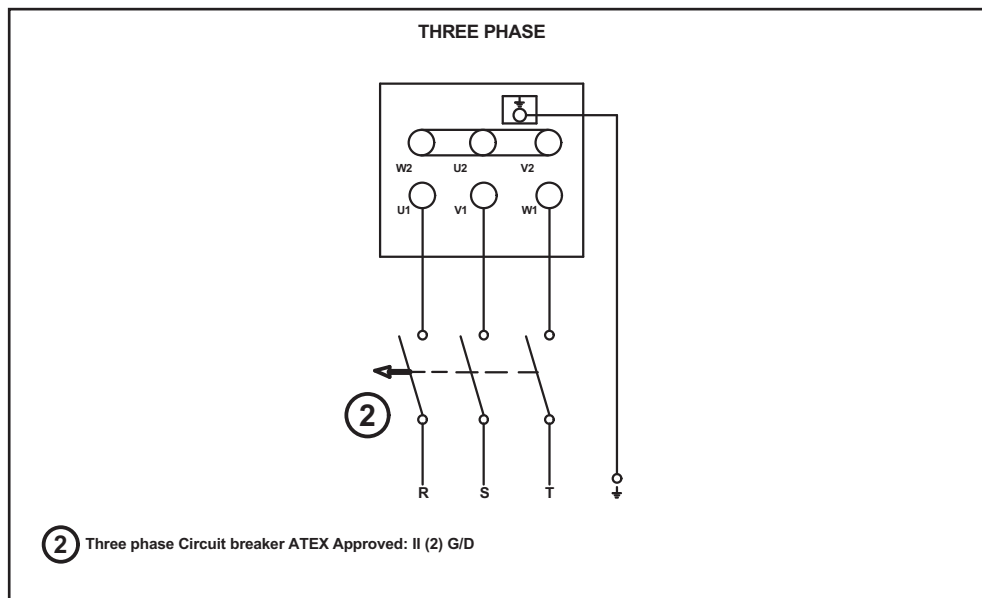 THREE PHASE
W2 U2 V2
U1 V1 W1
2
R S T
2 Three phase Circuit breaker ATEX Approved: II (2) G/D